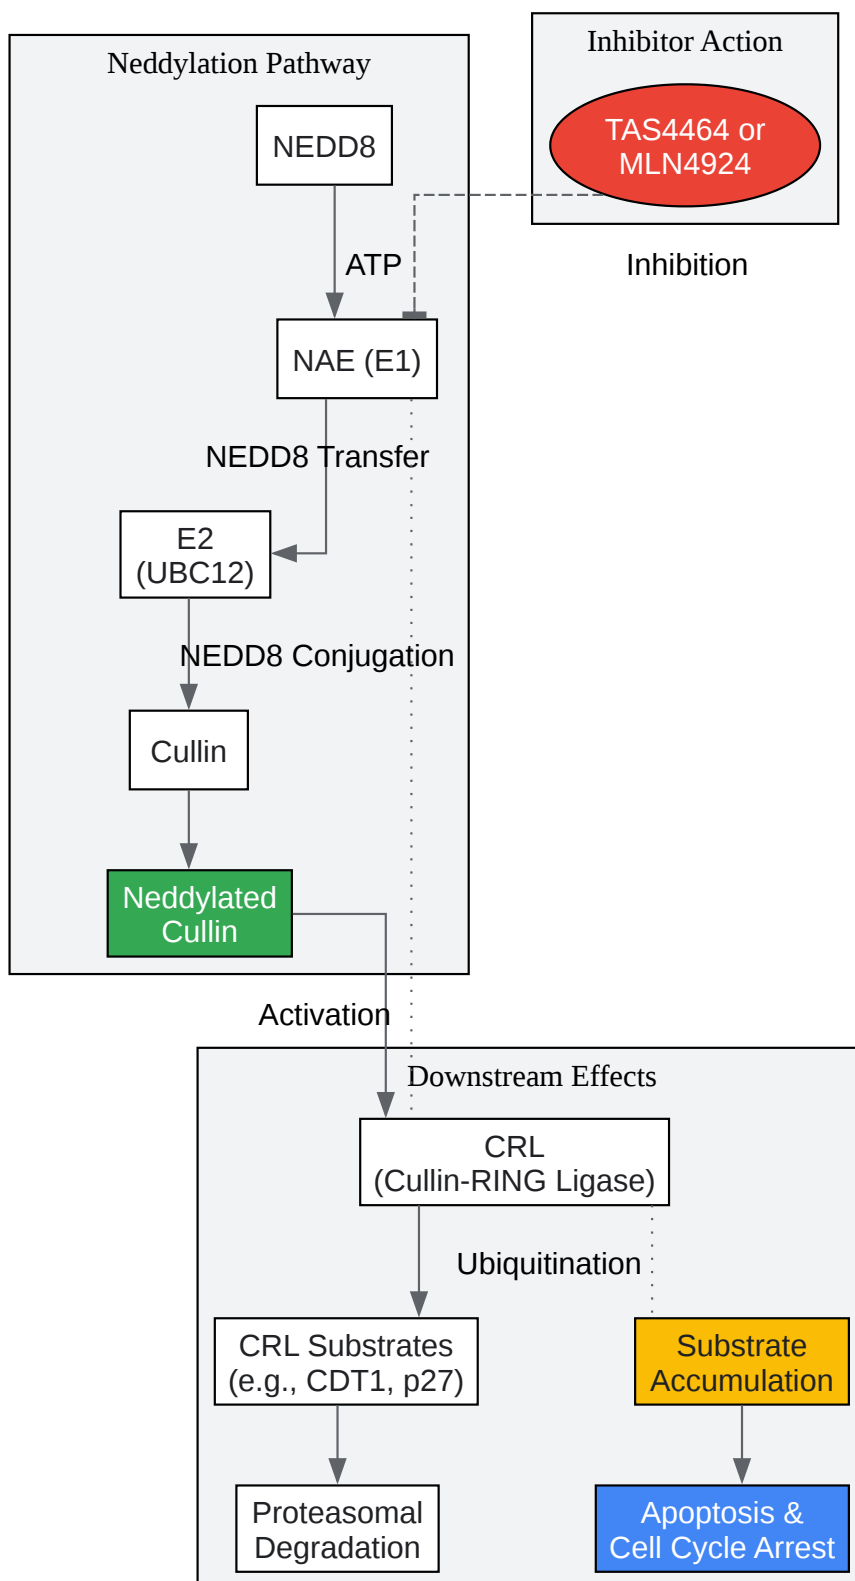 Neddylation Pathway
NEDD8
ATP
NAE (E1)
NEDD8 Transfer
E2
(UBC12)
NEDD8 Conjugation
Cullin
Neddylated
Cullin
Inhibitor Action
TAS4464 or
MLN4924
Inhibition
Activation
Downstream Effects
CRL
(Cullin-RING Ligase)
Ubiquitination
CRL Substrates
(e.g., CDT1, p27)
Substrate
Accumulation
Proteasomal
Degradation
Apoptosis &
Cell Cycle Arrest